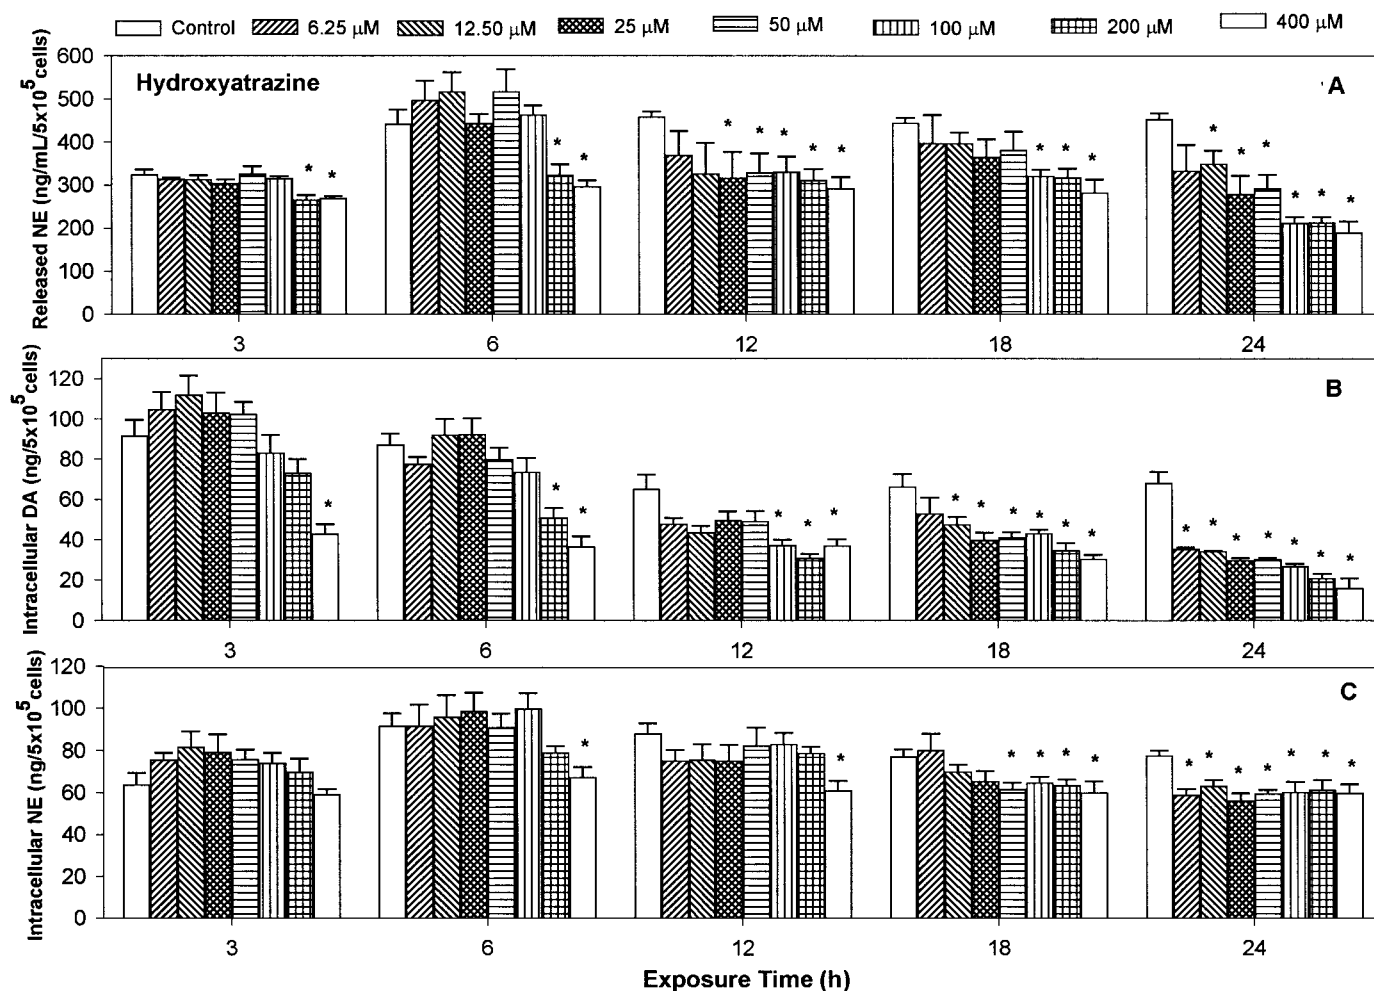 Control 6.25 μM 12.50 μM 25 μM 50 μM 100 μM 200 μM 400 μM
Hydroxyatrazine
A
Released NE (ng/mL/5x10⁵cells)
600
500
400
300
200
100
0
* * * * * * * * * * * * * * * *
3 6 12 18 24
B
Intracellular DA (ng/5x10⁵cells)
120
100
80
60
40
20
0
* * * * * * * * * * * * * * * * * * *
3 6 12 18 24
C
Intracellular NE (ng/5x10⁵cells)
120
100
80
60
40
20
0
* * * * * * * * * * * * *
3 6 12 18 24
Exposure Time (h)